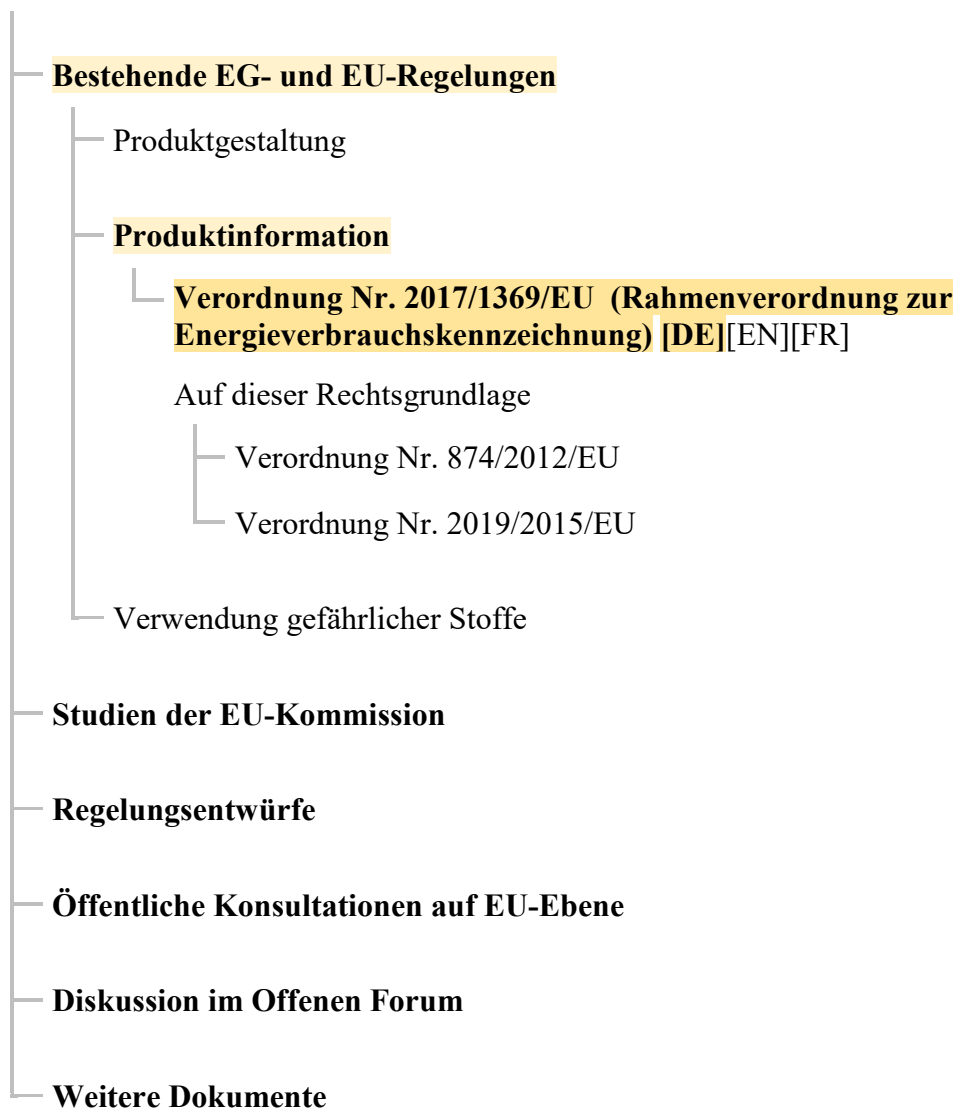 Bestehende EG- und EU-Regelungen
Produktgestaltung
Produktinformation
Verordnung Nr. 2017/1369/EU (Rahmenverordnung zur
Energieverbrauchskennzeichnung) [DE][EN][FR]
Auf dieser Rechtsgrundlage
Verordnung Nr. 874/2012/EU
Verordnung Nr. 2019/2015/EU
Verwendung gefährlicher Stoffe
Studien der EU-Kommission
Regelungsentwürfe
Öffentliche Konsultationen auf EU-Ebene
Diskussion im Offenen Forum
Weitere Dokumente